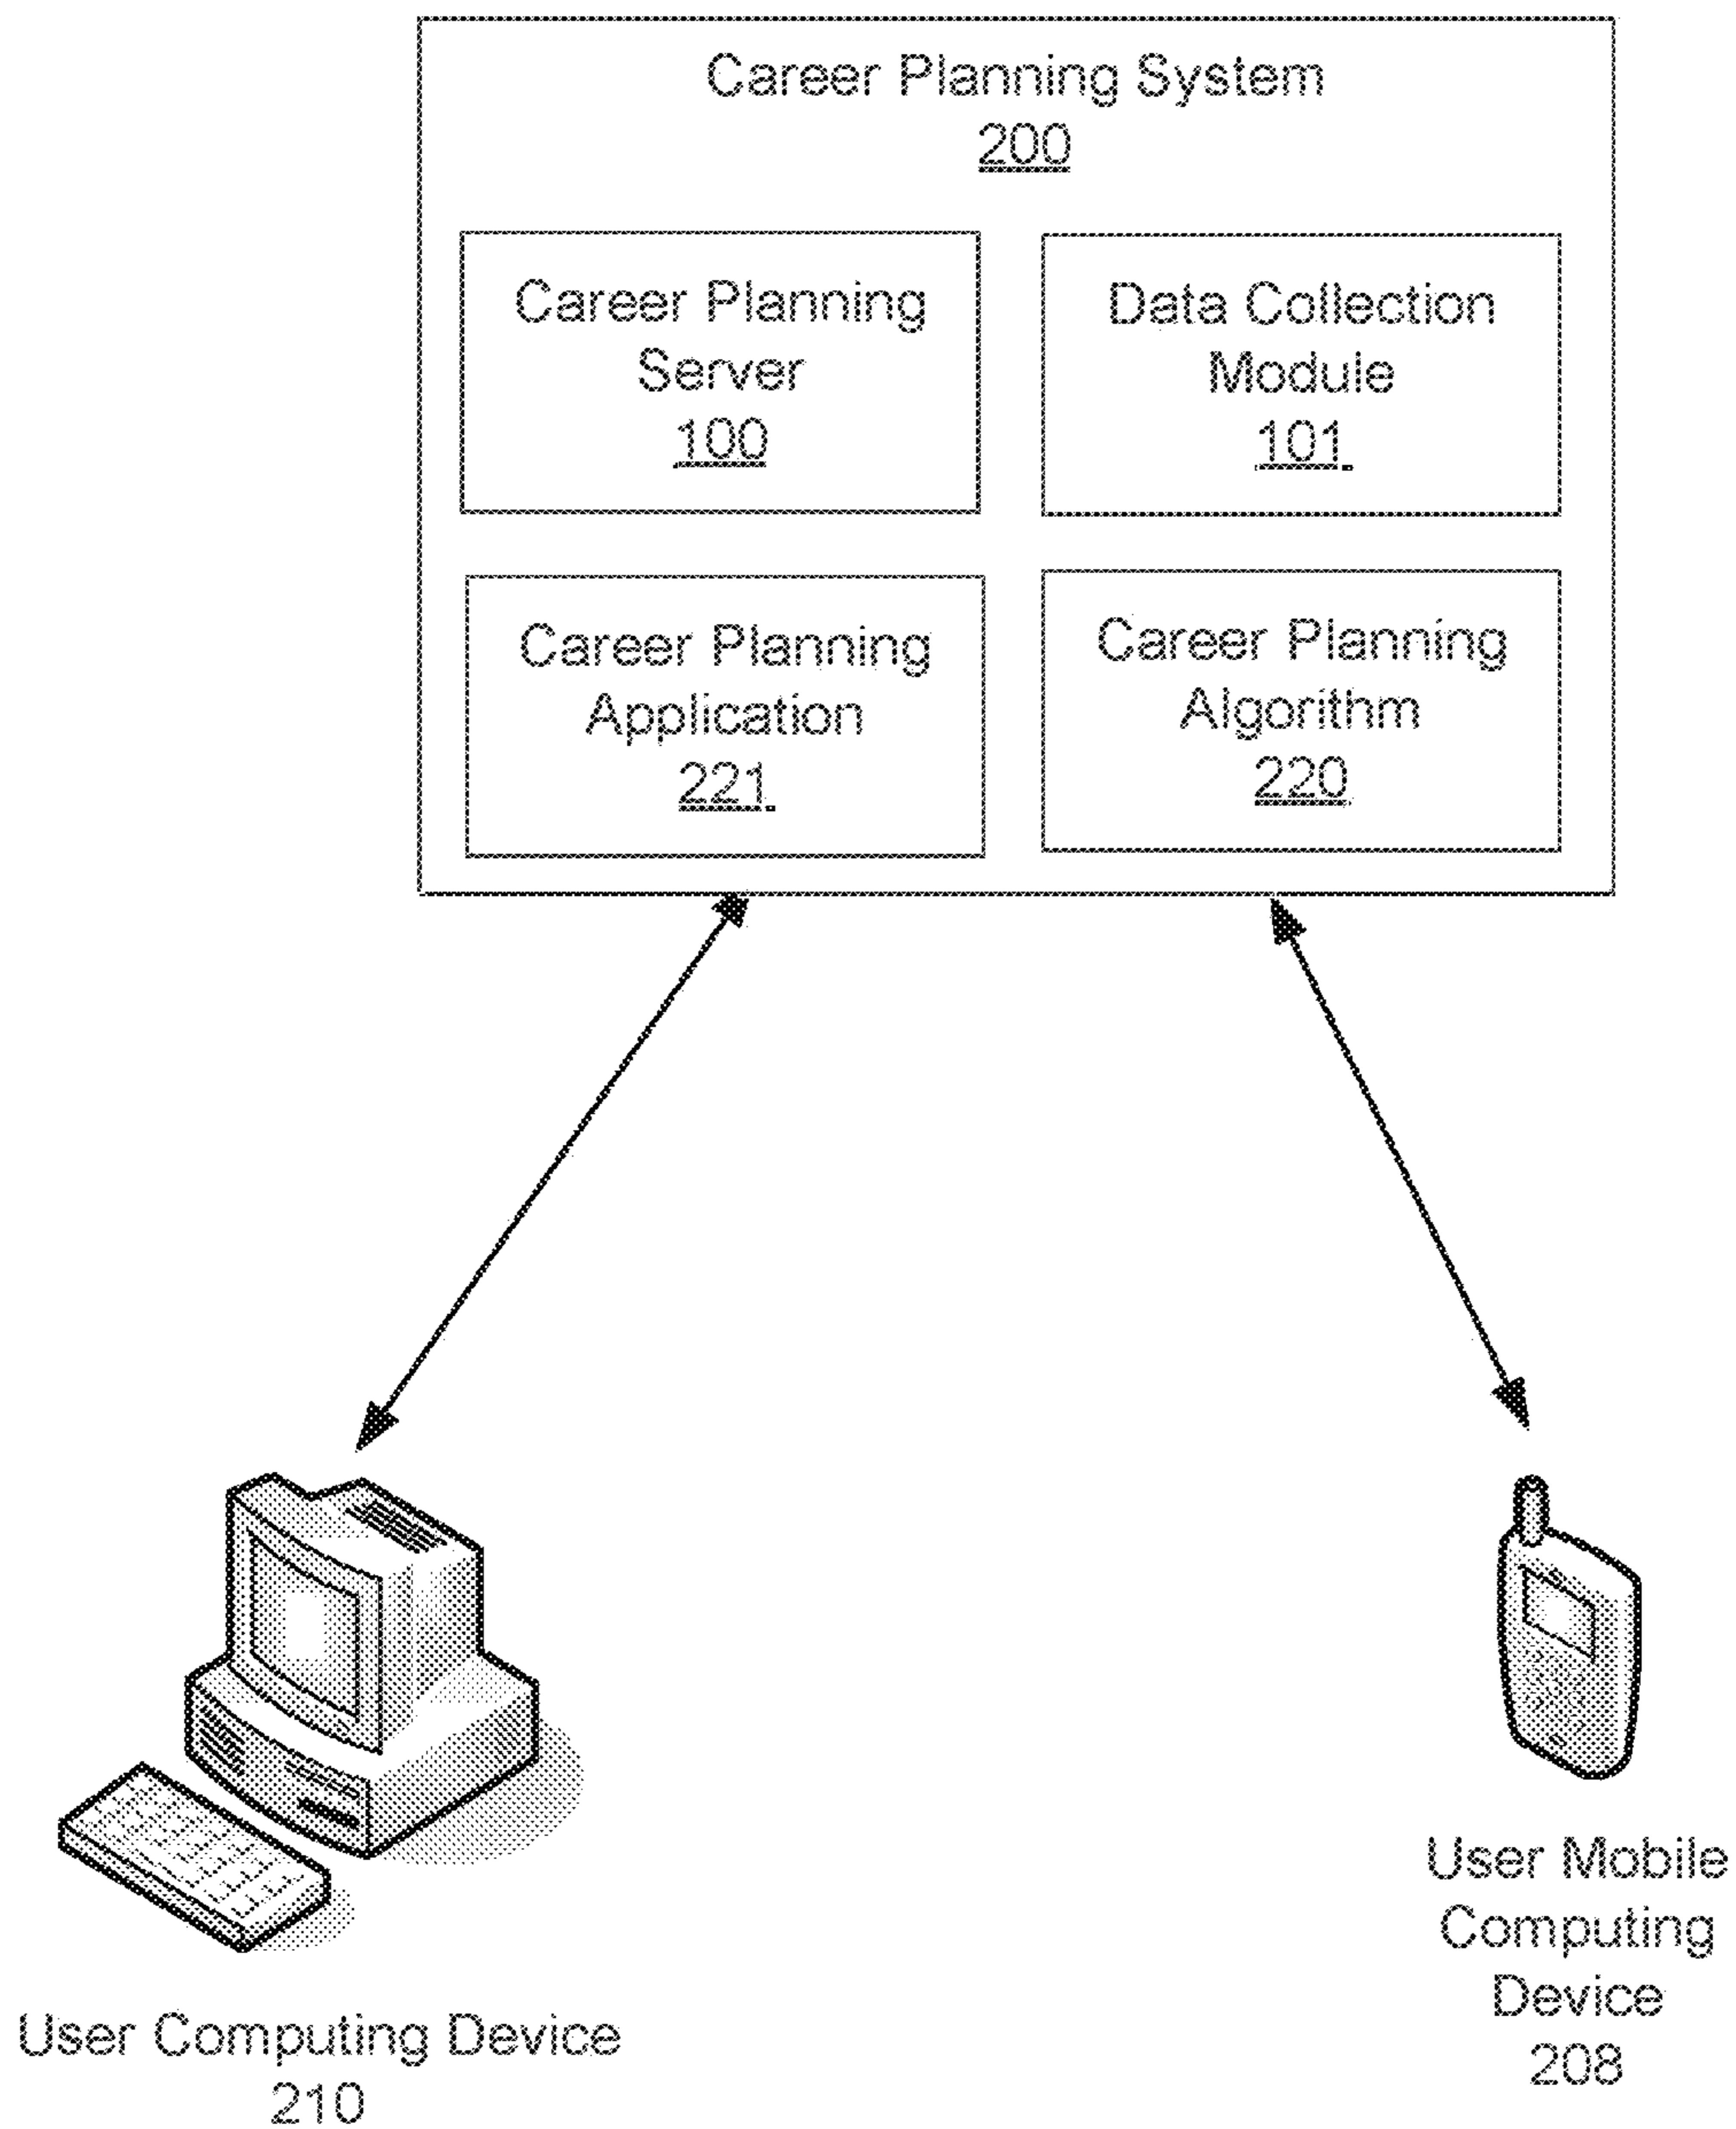 Career Planning System
200
Career Planning
Server
100
Data Collection
Module
101
Career Planning
Application
221
Career Planning
Algorithm
220
User Computing Device
210
User Mobile
Computing
Device
208